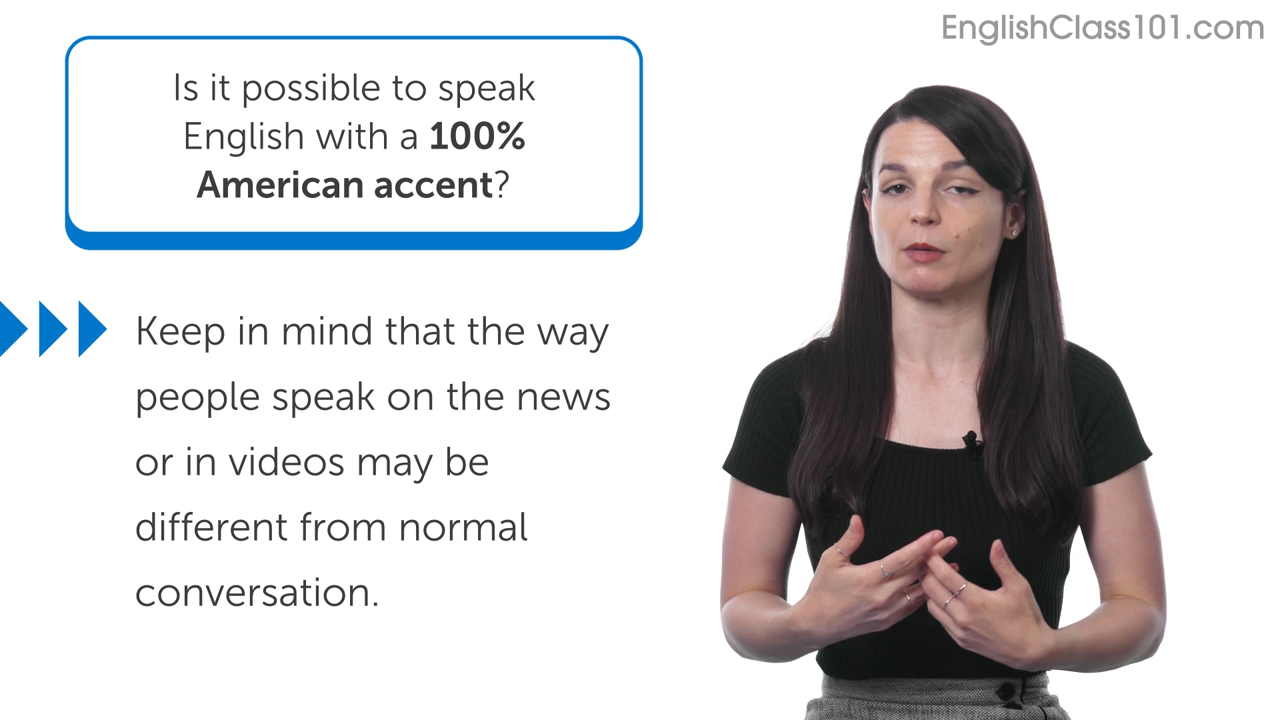 EnglishClass101.com
Is it possible to speak
English with a 100%
American accent?
Keep in mind that the way
people speak on the news
or in videos may be
different from normal
conversation.